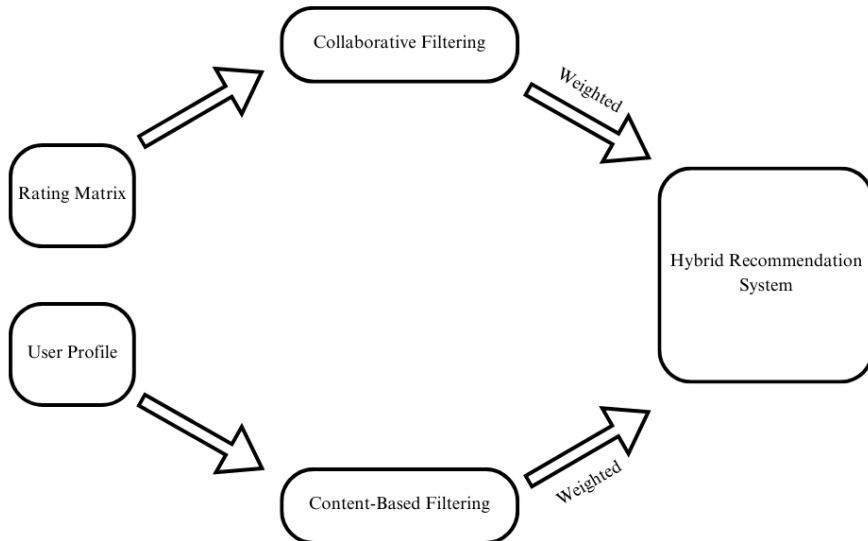 Collaborative Filtering
Weighted
Rating Matrix
Hybrid Recommendation
System
User Profile
Content-Based Filtering
Weighted